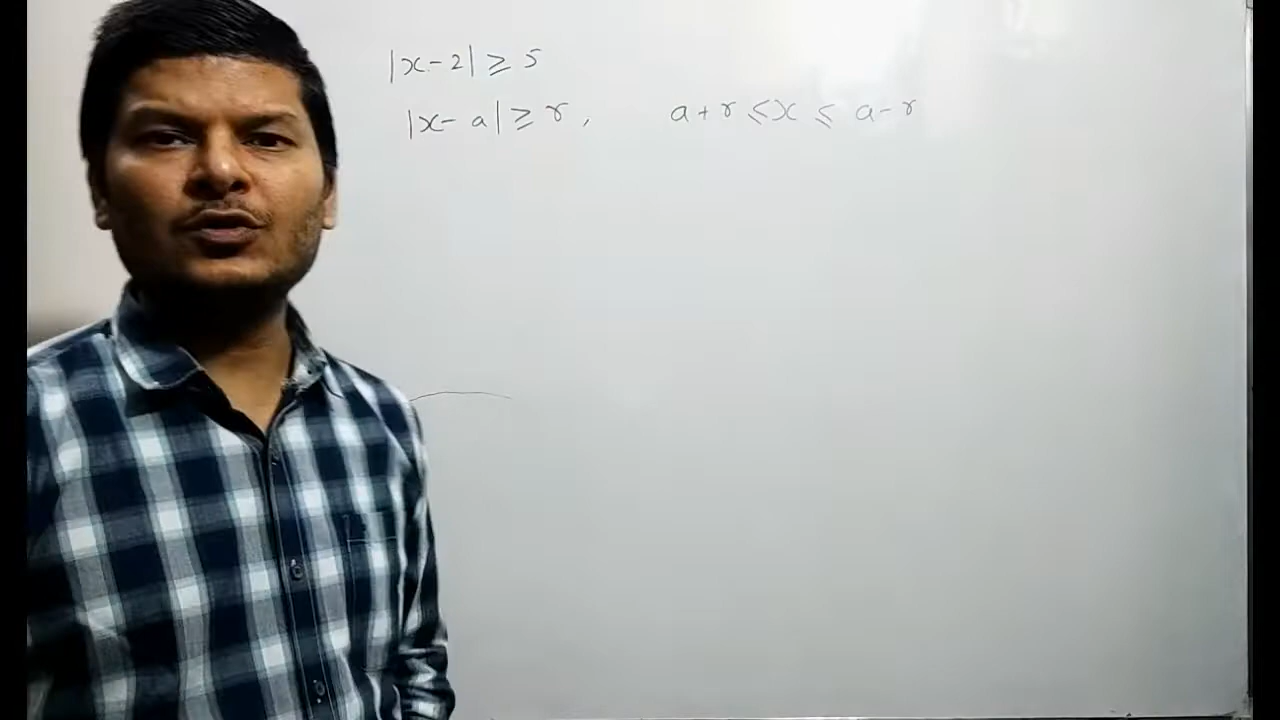 |x-2| ≥ 5
|x-a| ≥ r, a+r ≤ x ≤ a-r